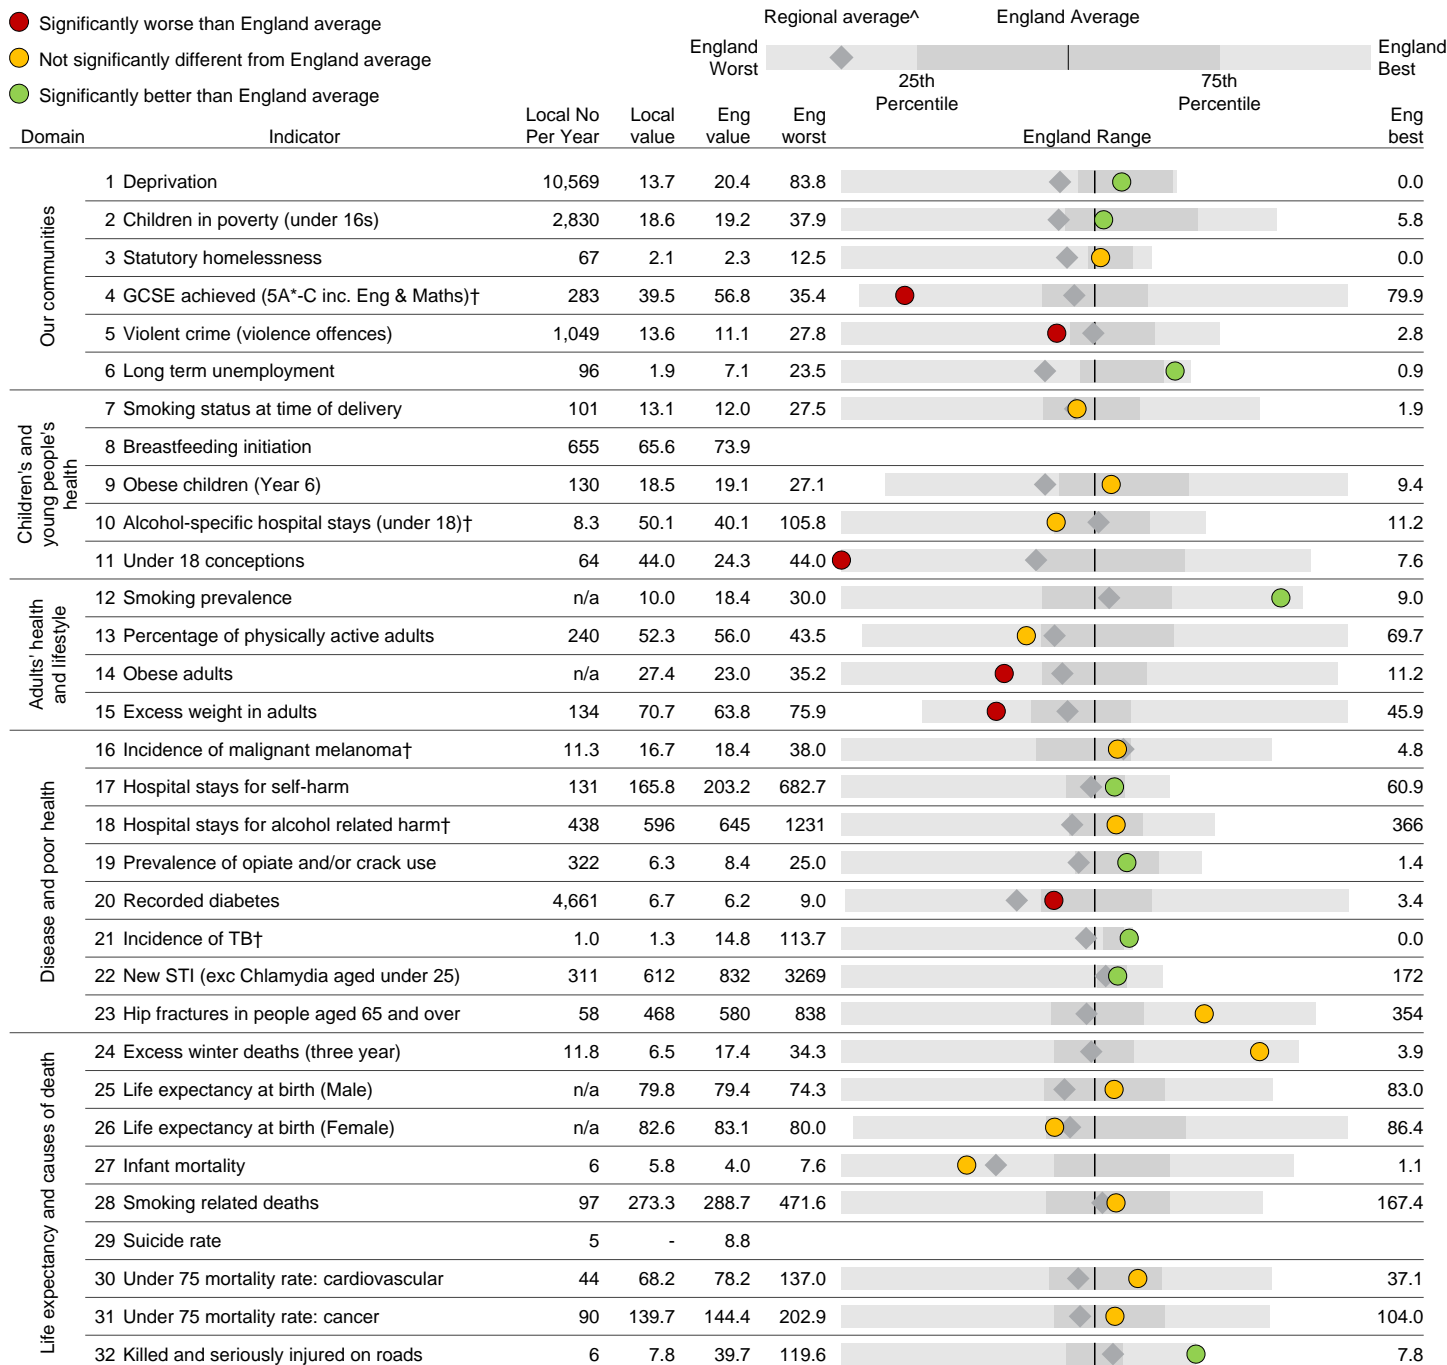 Significantly worse than England average
Not significantly different from England average
Significantly better than England average
Regional average^ England Average
England Worst
England Best
25th Percentile
75th Percentile
Domain Indicator Local No Per Year Local value Eng value Eng worst England Range Eng best
Our communities
1 Deprivation 10,569 13.7 20.4 83.8 0.0
2 Children in poverty (under 16s) 2,830 18.6 19.2 37.9 5.8
3 Statutory homelessness 67 2.1 2.3 12.5 0.0
4 GCSE achieved (5A*-C inc. Eng & Maths)† 283 39.5 56.8 35.4 79.9
5 Violent crime (violence offences) 1,049 13.6 11.1 27.8 2.8
6 Long term unemployment 96 1.9 7.1 23.5 0.9
Children's and young people's health
7 Smoking status at time of delivery 101 13.1 12.0 27.5 1.9
8 Breastfeeding initiation 655 65.6 73.9
9 Obese children (Year 6) 130 18.5 19.1 27.1 9.4
10 Alcohol-specific hospital stays (under 18)† 8.3 50.1 40.1 105.8 11.2
11 Under 18 conceptions 64 44.0 24.3 44.0 7.6
Adults' health and lifestyle
12 Smoking prevalence n/a 10.0 18.4 30.0 9.0
13 Percentage of physically active adults 240 52.3 56.0 43.5 69.7
14 Obese adults n/a 27.4 23.0 35.2 11.2
15 Excess weight in adults 134 70.7 63.8 75.9 45.9
Disease and poor health
16 Incidence of malignant melanoma† 11.3 16.7 18.4 38.0 4.8
17 Hospital stays for self-harm 131 165.8 203.2 682.7 60.9
18 Hospital stays for alcohol related harm† 438 596 645 1231 366
19 Prevalence of opiate and/or crack use 322 6.3 8.4 25.0 1.4
20 Recorded diabetes 4,661 6.7 6.2 9.0 3.4
21 Incidence of TB† 1.0 1.3 14.8 113.7 0.0
22 New STI (exc Chlamydia aged under 25) 311 612 832 3269 172
23 Hip fractures in people aged 65 and over 58 468 580 838 354
Life expectancy and causes of death
24 Excess winter deaths (three year) 11.8 6.5 17.4 34.3 3.9
25 Life expectancy at birth (Male) n/a 79.8 79.4 74.3 83.0
26 Life expectancy at birth (Female) n/a 82.6 83.1 80.0 86.4
27 Infant mortality 6 5.8 4.0 7.6 1.1
28 Smoking related deaths 97 273.3 288.7 471.6 167.4
29 Suicide rate 5 - 8.8
30 Under 75 mortality rate: cardiovascular 44 68.2 78.2 137.0 37.1
31 Under 75 mortality rate: cancer 90 139.7 144.4 202.9 104.0
32 Killed and seriously injured on roads 6 7.8 39.7 119.6 7.8